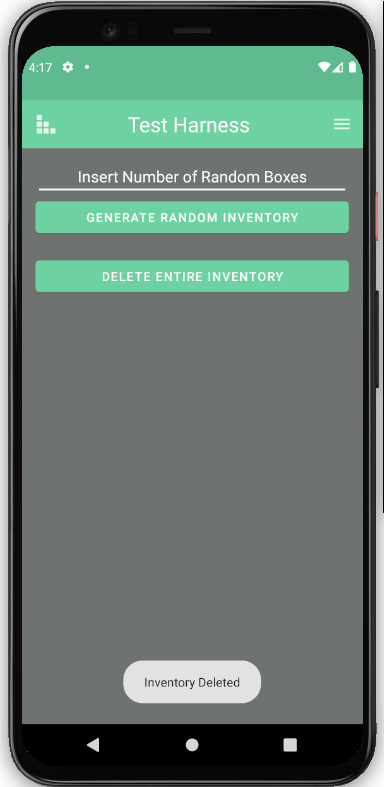 4:17
Test Harness
Insert Number of Random Boxes
GENERATE RANDOM INVENTORY
DELETE ENTIRE INVENTORY
Inventory Deleted